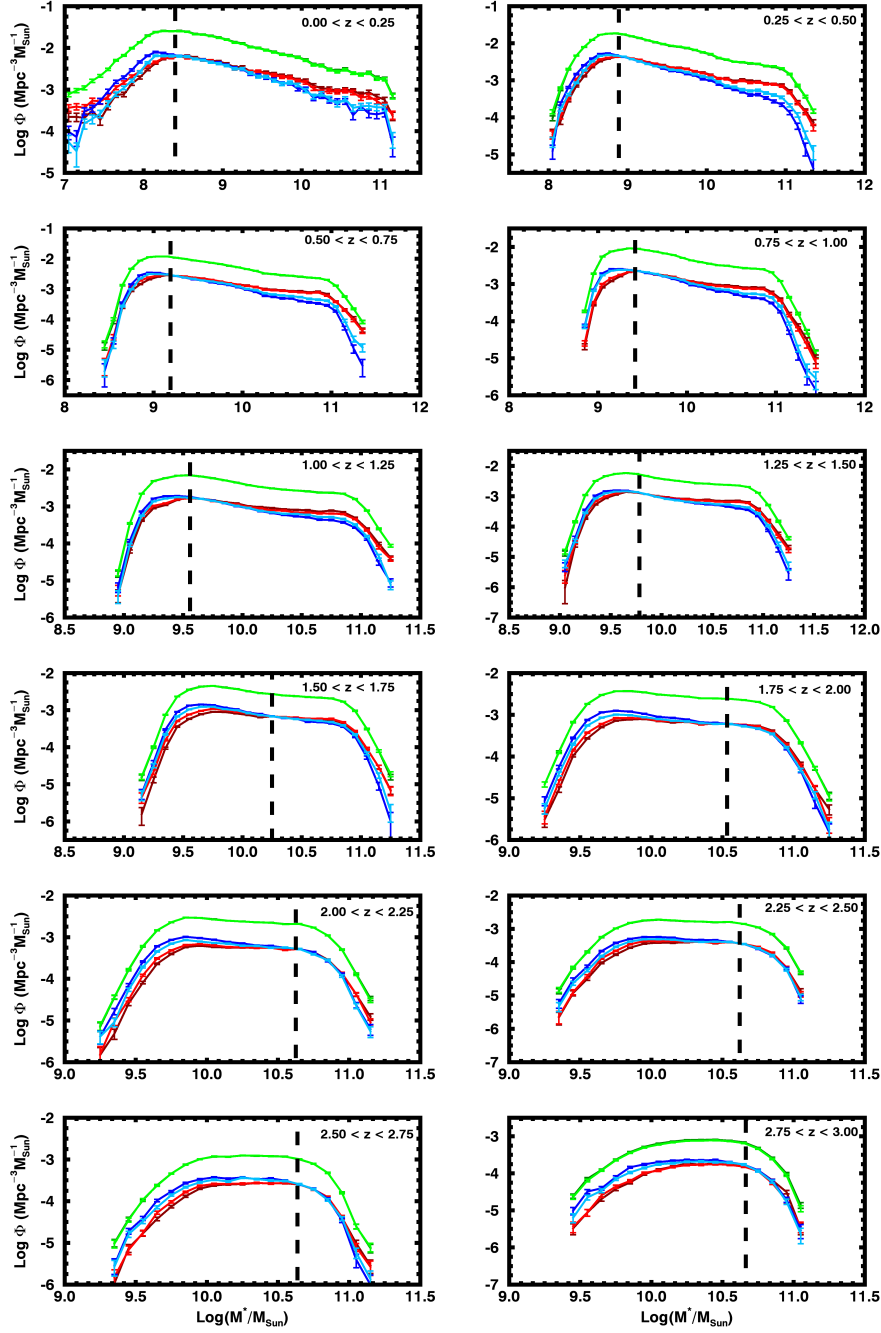 0.00 < z < 0.25
-1
-2
-3
-4
-5
Log Φ (Mpc⁻³M_Sun⁻¹)
7 8 9 10 11
0.25 < z < 0.50
-1
-2
-3
-4
-5
8 9 10 11 12
0.50 < z < 0.75
-1
-2
-3
-4
-5
-6
Log Φ (Mpc⁻³M_Sun⁻¹)
8 9 10 11 12
0.75 < z < 1.00
-2
-3
-4
-5
-6
8 9 10 11 12
1.00 < z < 1.25
-2
-3
-4
-5
-6
Log Φ (Mpc⁻³M_Sun⁻¹)
8.5 9.0 9.5 10.0 10.5 11.0 11.5
1.25 < z < 1.50
-2
-3
-4
-5
-6
-7
8.5 9.0 9.5 10.0 10.5 11.0 11.5 12.0
1.50 < z < 1.75
-2
-3
-4
-5
-6
Log Φ (Mpc⁻³M_Sun⁻¹)
8.5 9.0 9.5 10.0 10.5 11.0 11.5
1.75 < z < 2.00
-2
-3
-4
-5
-6
9.0 9.5 10.0 10.5 11.0 11.5
2.00 < z < 2.25
-2
-3
-4
-5
-6
Log Φ (Mpc⁻³M_Sun⁻¹)
9.0 9.5 10.0 10.5 11.0 11.5
2.25 < z < 2.50
-2
-3
-4
-5
-6
-7
9.0 9.5 10.0 10.5 11.0 11.5
2.50 < z < 2.75
-2
-3
-4
-5
-6
Log Φ (Mpc⁻³M_Sun⁻¹)
9.0 9.5 10.0 10.5 11.0 11.5
Log(M*/M_Sun)
2.75 < z < 3.00
-3
-4
-5
-6
-7
9.0 9.5 10.0 10.5 11.0 11.5
Log(M*/M_Sun)